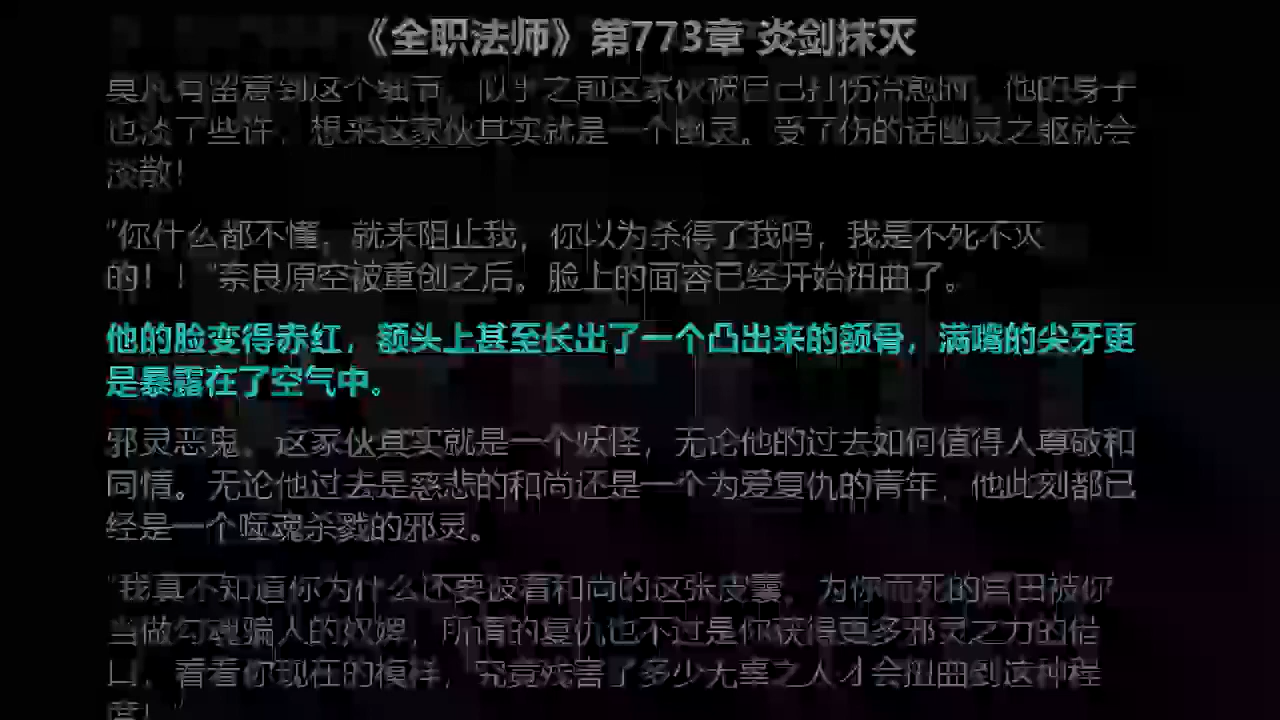 《全职法师》第773章 炎剑抹灭
莫凡有留意到这个细节，似乎之前这家伙被自己打伤治愈时，他的身子
也淡了些许，想来这家伙其实就是一个幽灵。受了伤的话幽灵之躯就会
淡散！
“你什么都不懂，就来阻止我，你以为杀得了我吗，我是不死不灭
的！！”奈良原空被重创之后。脸上的面容已经开始扭曲了。
他的脸变得赤红，额头上甚至长出了一个凸出来的额骨，满嘴的尖牙更
是暴露在了空气中。
邪灵恶鬼。这家伙其实就是一个妖怪，无论他的过去如何值得人尊敬和
同情。无论他过去是慈悲的和尚还是一个为爱复仇的青年，他此刻都已
经是一个噬魂杀戮的邪灵。
“我真不知道你为什么还要披着和尚的这张皮囊，为你而死的宫田被你
当做勾魂骗人的奴婢，所谓的复仇也不过是你获得更多邪灵之力的借
口，看看你现在的模样，究竟残害了多少无辜之人才会扭曲到这种程
度！”